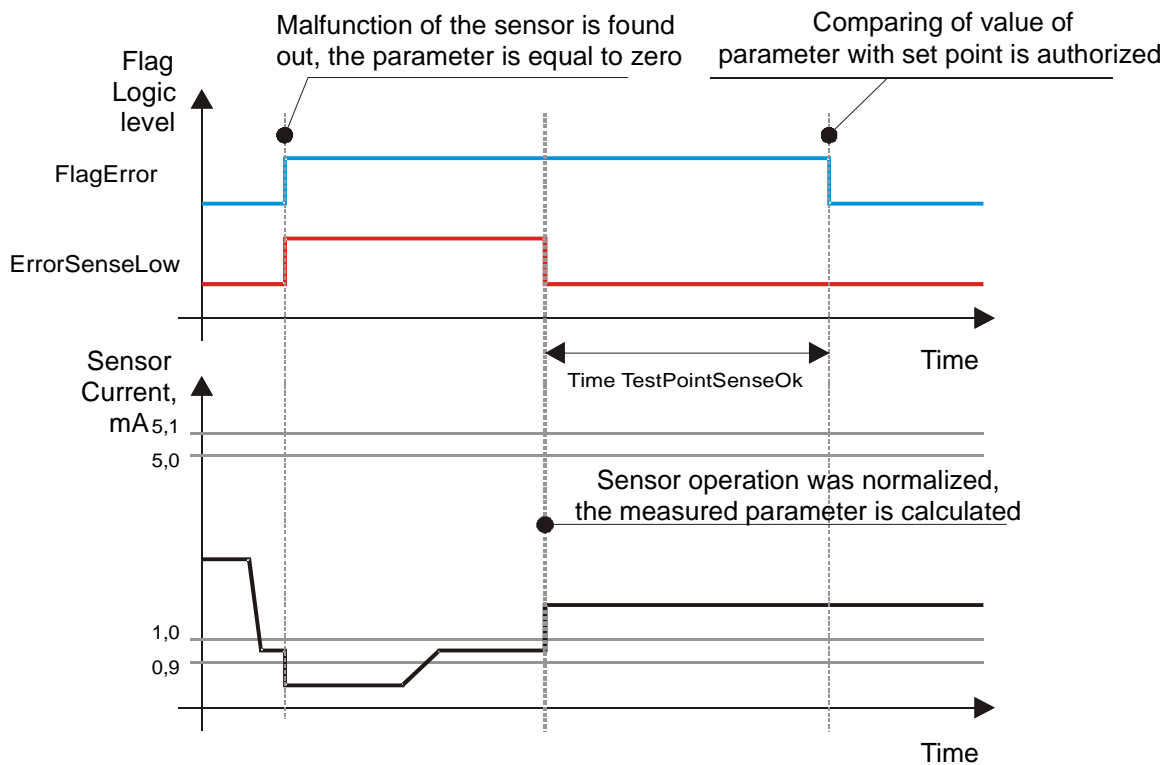 Malfunction of the sensor is found
out, the parameter is equal to zero
Comparing of value of
parameter with set point is authorized
Flag
Logic
level
FlagError
ErrorSenseLow
Time
Time TestPointSenseOk
Sensor
Current,
mA
5,1
5,0
Sensor operation was normalized,
the measured parameter is calculated
1,0
0,9
Time